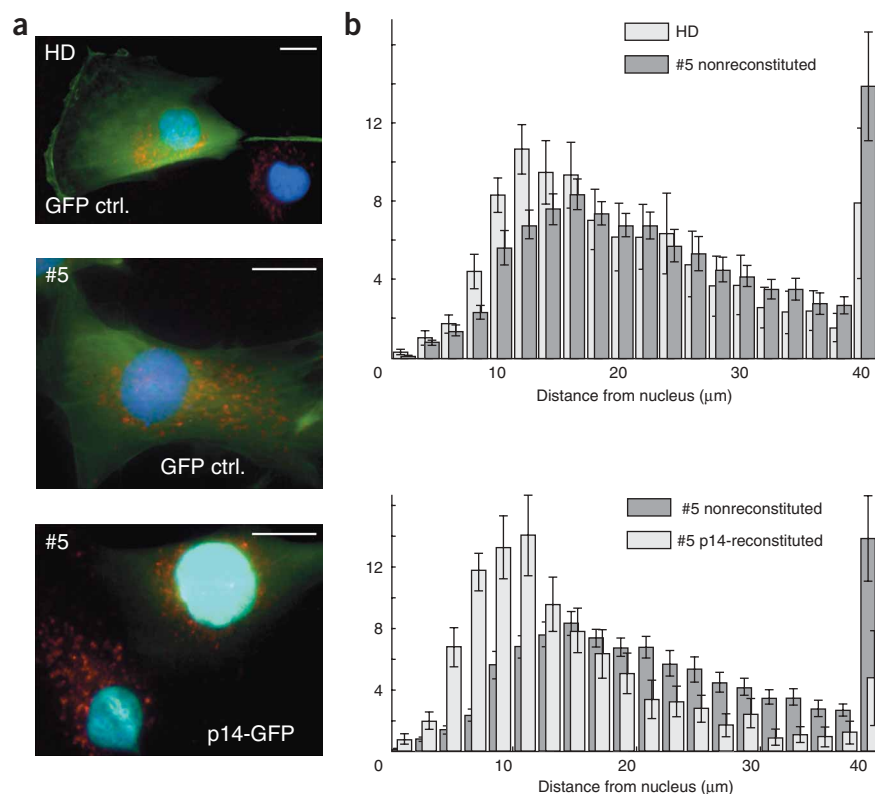 a
HD
GFP ctrl.
#5
GFP ctrl.
#5
p14-GFP
b
HD
#5 nonreconstituted
12
8
4
0
10
20
30
40
Distance from nucleus (μm)
#5 nonreconstituted
#5 p14-reconstituted
12
8
4
0
10
20
30
40
Distance from nucleus (μm)